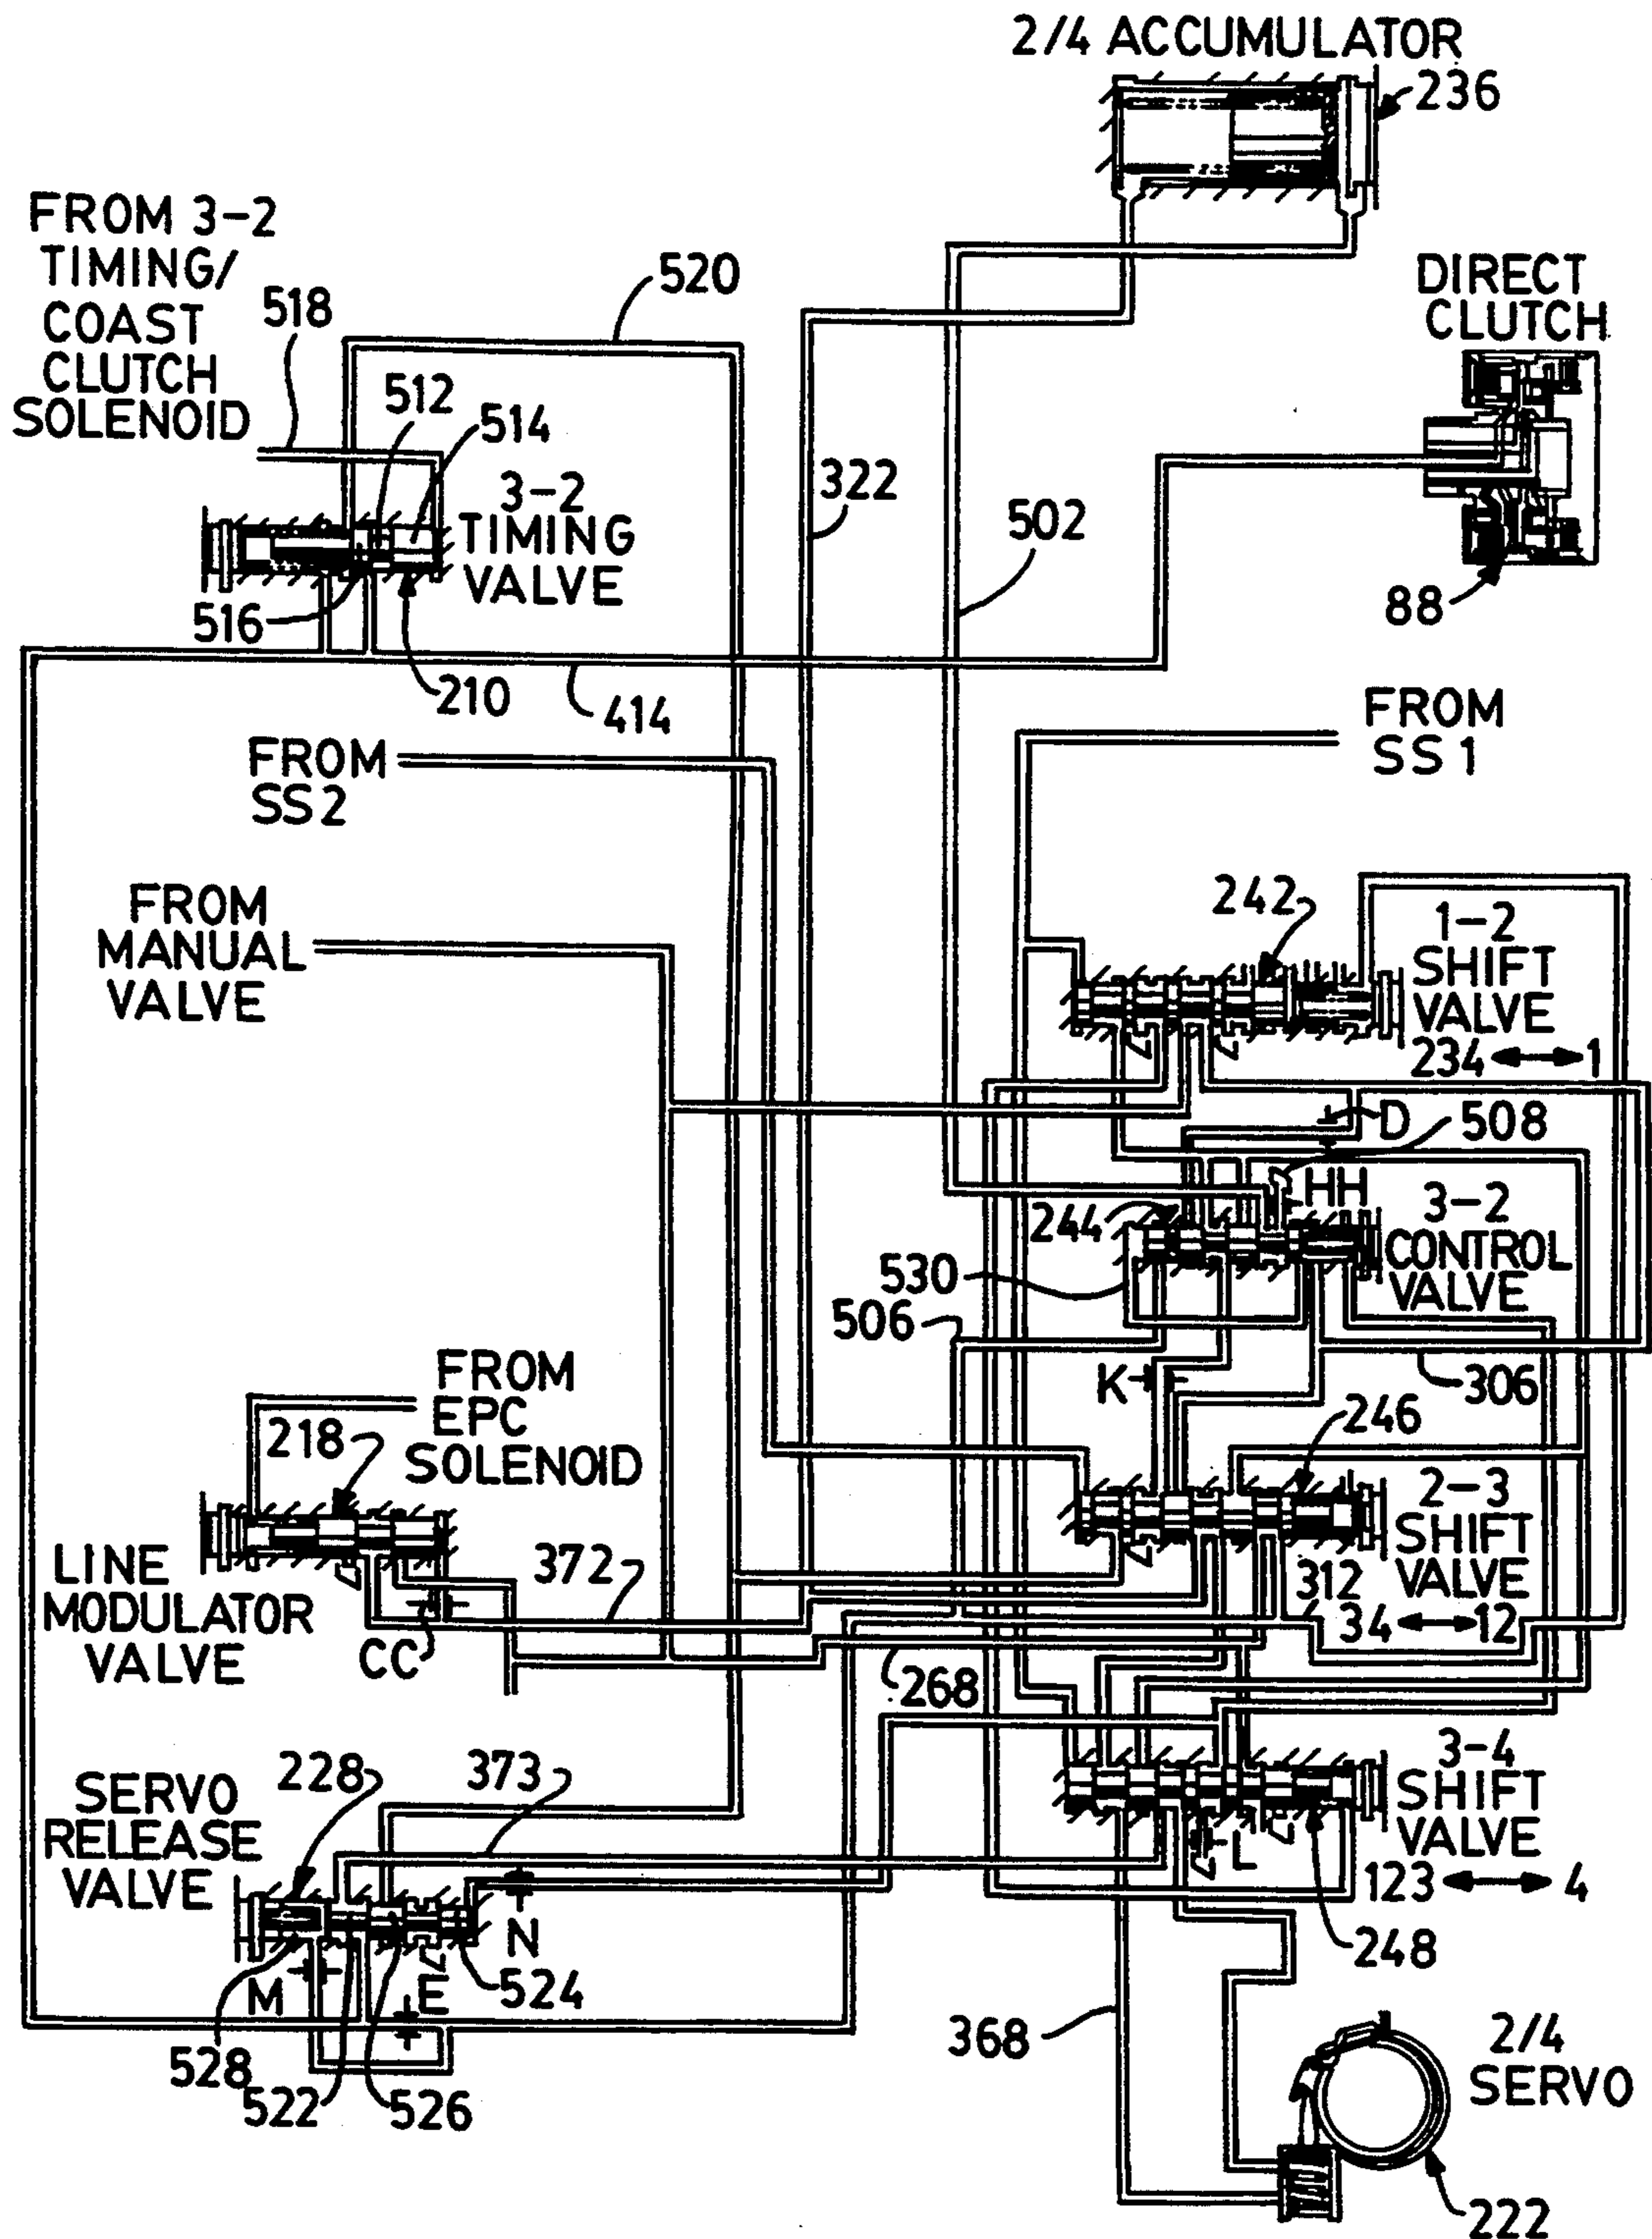 2/4 ACCUMULATOR
236
FROM 3-2
TIMING/
COAST
CLUTCH
SOLENOID
518
520
512
514
3-2
TIMING
VALVE
516
210
414
322
502
DIRECT
CLUTCH
88
FROM
SS2
FROM
SS 1
FROM
MANUAL
VALVE
242
1-2
SHIFT
VALVE
234 1
D
508
HH
244
3-2
CONTROL
VALVE
530
506
K
306
FROM
EPC
SOLENOID
218
246
2-3
SHIFT
VALVE
312
34 12
LINE
MODULATOR
VALVE
372
CC
268
SERVO
RELEASE
VALVE
228
373
3-4
SHIFT
VALVE
L
123 4
N
M
E
524
248
528
522
526
368
2/4
SERVO
222